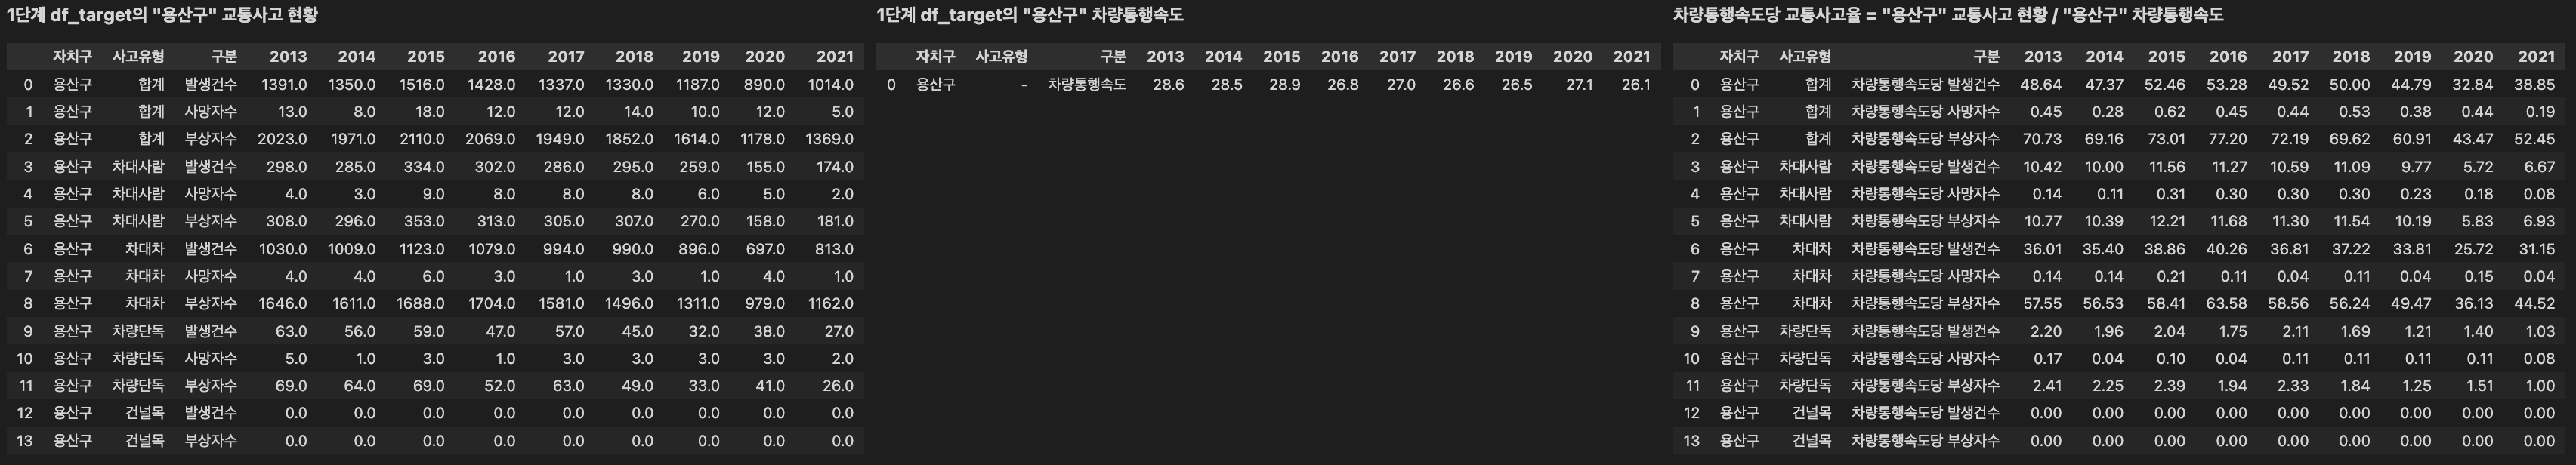 1단계 df_target의 "용산구" 교통사고 현황
자치구 사고유형 구분 2013 2014 2015 2016 2017 2018 2019 2020 2021
0 용산구 합계 발생건수 1391.0 1350.0 1516.0 1428.0 1337.0 1330.0 1187.0 890.0 1014.0
1 용산구 합계 사망자수 13.0 8.0 18.0 12.0 12.0 14.0 10.0 12.0 5.0
2 용산구 합계 부상자수 2023.0 1971.0 2110.0 2069.0 1949.0 1852.0 1614.0 1178.0 1369.0
3 용산구 차대사람 발생건수 298.0 285.0 334.0 302.0 286.0 295.0 259.0 155.0 174.0
4 용산구 차대사람 사망자수 4.0 3.0 9.0 8.0 8.0 8.0 6.0 5.0 2.0
5 용산구 차대사람 부상자수 308.0 296.0 353.0 313.0 305.0 307.0 270.0 158.0 181.0
6 용산구 차대차 발생건수 1030.0 1009.0 1123.0 1079.0 994.0 990.0 896.0 697.0 813.0
7 용산구 차대차 사망자수 4.0 4.0 6.0 3.0 1.0 3.0 1.0 4.0 1.0
8 용산구 차대차 부상자수 1646.0 1611.0 1688.0 1704.0 1581.0 1496.0 1311.0 979.0 1162.0
9 용산구 차량단독 발생건수 63.0 56.0 59.0 47.0 57.0 45.0 32.0 38.0 27.0
10 용산구 차량단독 사망자수 5.0 1.0 3.0 1.0 3.0 3.0 3.0 3.0 2.0
11 용산구 차량단독 부상자수 69.0 64.0 69.0 52.0 63.0 49.0 33.0 41.0 26.0
12 용산구 건널목 발생건수 0.0 0.0 0.0 0.0 0.0 0.0 0.0 0.0 0.0
13 용산구 건널목 부상자수 0.0 0.0 0.0 0.0 0.0 0.0 0.0 0.0 0.0
1단계 df_target의 "용산구" 차량통행속도
자치구 사고유형 구분 2013 2014 2015 2016 2017 2018 2019 2020 2021
0 용산구 - 차량통행속도 28.6 28.5 28.9 26.8 27.0 26.6 26.5 27.1 26.1
차량통행속도당 교통사고율 = "용산구" 교통사고 현황 / "용산구" 차량통행속도
자치구 사고유형 구분 2013 2014 2015 2016 2017 2018 2019 2020 2021
0 용산구 합계 차량통행속도당 발생건수 48.64 47.37 52.46 53.28 49.52 50.00 44.79 32.84 38.85
1 용산구 합계 차량통행속도당 사망자수 0.45 0.28 0.62 0.45 0.44 0.53 0.38 0.44 0.19
2 용산구 합계 차량통행속도당 부상자수 70.73 69.16 73.01 77.20 72.19 69.62 60.91 43.47 52.45
3 용산구 차대사람 차량통행속도당 발생건수 10.42 10.00 11.56 11.27 10.59 11.09 9.77 5.72 6.67
4 용산구 차대사람 차량통행속도당 사망자수 0.14 0.11 0.31 0.30 0.30 0.30 0.23 0.18 0.08
5 용산구 차대사람 차량통행속도당 부상자수 10.77 10.39 12.21 11.68 11.30 11.54 10.19 5.83 6.93
6 용산구 차대차 차량통행속도당 발생건수 36.01 35.40 38.86 40.26 36.81 37.22 33.81 25.72 31.15
7 용산구 차대차 차량통행속도당 사망자수 0.14 0.14 0.21 0.11 0.04 0.11 0.04 0.15 0.04
8 용산구 차대차 차량통행속도당 부상자수 57.55 56.53 58.41 63.58 58.56 56.24 49.47 36.13 44.52
9 용산구 차량단독 차량통행속도당 발생건수 2.20 1.96 2.04 1.75 2.11 1.69 1.21 1.40 1.03
10 용산구 차량단독 차량통행속도당 사망자수 0.17 0.04 0.10 0.04 0.11 0.11 0.11 0.11 0.08
11 용산구 차량단독 차량통행속도당 부상자수 2.41 2.25 2.39 1.94 2.33 1.84 1.25 1.51 1.00
12 용산구 건널목 차량통행속도당 발생건수 0.00 0.00 0.00 0.00 0.00 0.00 0.00 0.00 0.00
13 용산구 건널목 차량통행속도당 부상자수 0.00 0.00 0.00 0.00 0.00 0.00 0.00 0.00 0.00